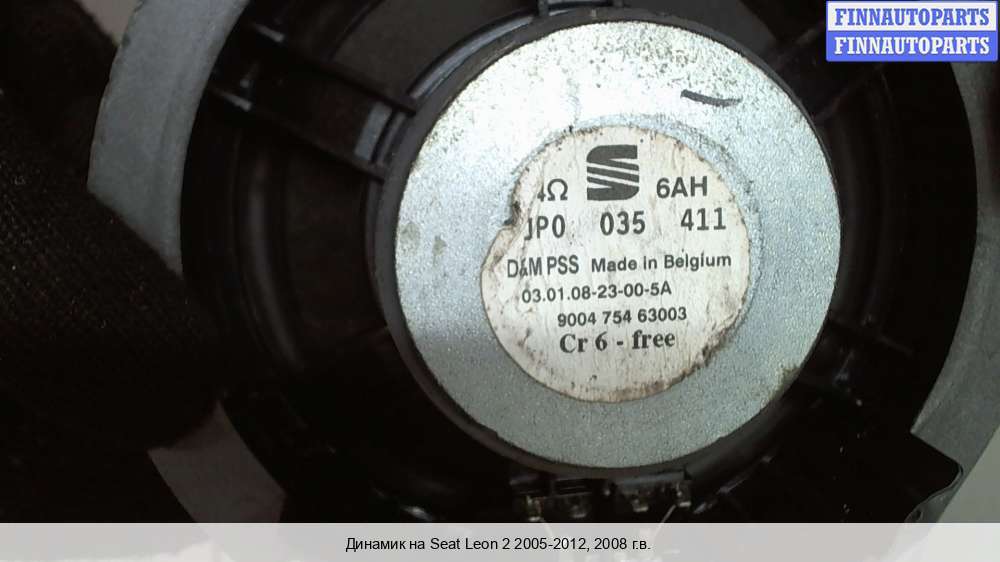 FINNAUTOPARTS
FINNAUTOPARTS
4Ω 6AH
035 411
D&M PSS Made in Belgium
03.01.08-23-00-5A
9004 754 63003
Cr 6 - free
Динамик на Seat Leon 2 2005-2012, 2008 г.в.